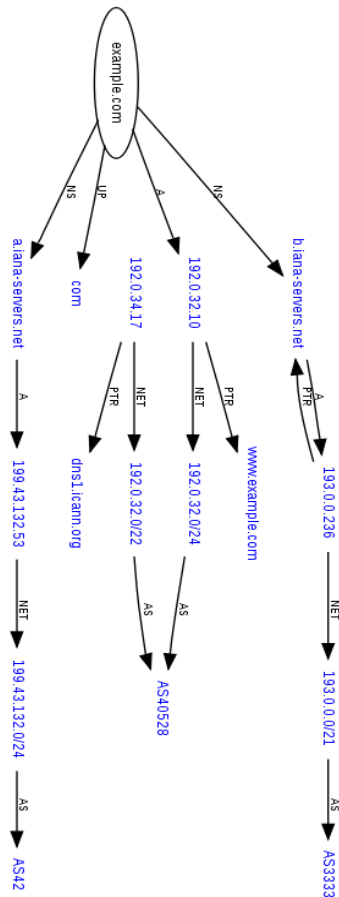 example.com
NS
A
UP
NS
b.iana-servers.net
192.0.32.10
192.0.34.17
com
a.iana-servers.net
A
PTR
PTR
NET
NET
PTR
A
193.0.0.236
www.example.com
192.0.32.0/24
192.0.32.0/22
dns1.icann.org
199.43.132.53
NET
AS
AS
NET
193.0.0.0/21
AS40528
199.43.132.0/24
AS
AS
AS3333
AS42